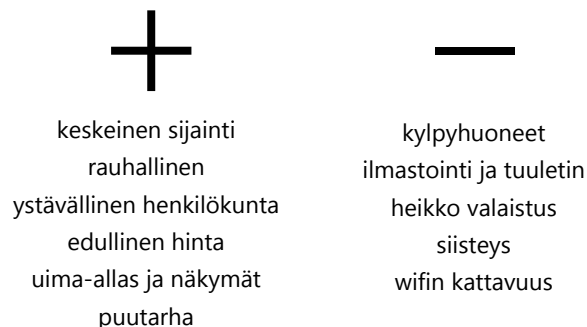 keskeinen sijainti
rauhallinen
ystävällinen henkilökunta
edullinen hinta
uima-allas ja näkymät
puutarha
kylpyhuoneet
ilmastointi ja tuuletin
heikko valaistus
siisteys
wifin kattavuus